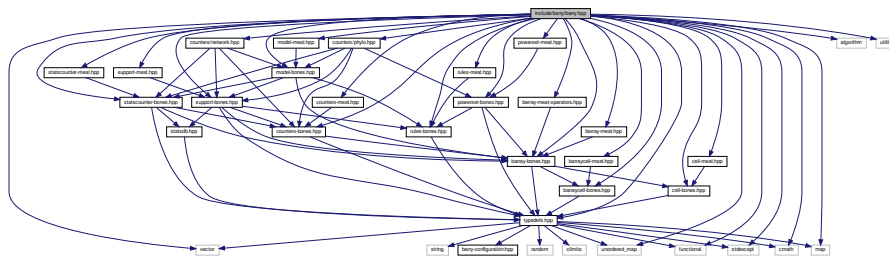 include/barry/barry.hpp
counters/network.hpp
model-meat.hpp
counters/phylo.hpp
powerset-meat.hpp
algorithm
statscounter-meat.hpp
support-meat.hpp
model-bones.hpp
rules-meat.hpp
statscounter-bones.hpp
support-bones.hpp
counters-meat.hpp
powerset-bones.hpp
barray-meat-operators.hpp
statsdb.hpp
counters-bones.hpp
rules-bones.hpp
barray-meat.hpp
barray-bones.hpp
barraycell-meat.hpp
cell-meat.hpp
barraycell-bones.hpp
cell-bones.hpp
typedefs.hpp
vector
string
barry-configuration.hpp
random
climits
unordered_map
functional
stdexcept
cmath
map